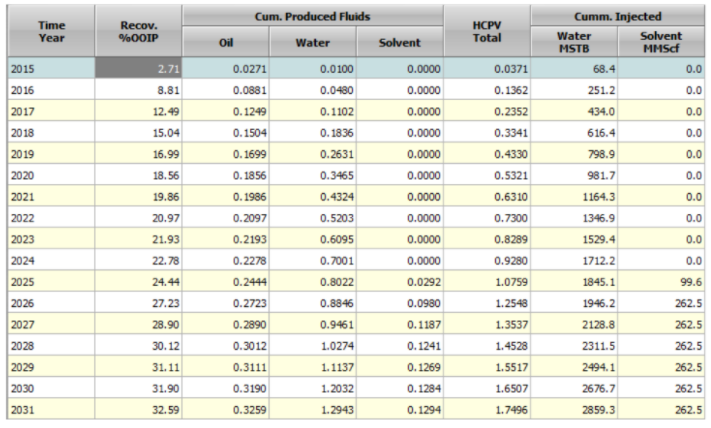 Time Year Recov. %OOIP Cum. Produced Fluids HCPV Total Cumm. Injected
Oil Water Solvent Water MSTB Solvent MMScf
2015 2.71 0.0271 0.0100 0.0000 0.0371 68.4 0.0
2016 8.81 0.0881 0.0480 0.0000 0.1362 251.2 0.0
2017 12.49 0.1249 0.1102 0.0000 0.2352 434.0 0.0
2018 15.04 0.1504 0.1836 0.0000 0.3341 616.4 0.0
2019 16.99 0.1699 0.2631 0.0000 0.4330 798.9 0.0
2020 18.56 0.1856 0.3465 0.0000 0.5321 981.7 0.0
2021 19.86 0.1986 0.4324 0.0000 0.6310 1164.3 0.0
2022 20.97 0.2097 0.5203 0.0000 0.7300 1346.9 0.0
2023 21.93 0.2193 0.6095 0.0000 0.8289 1529.4 0.0
2024 22.78 0.2278 0.7001 0.0000 0.9280 1712.2 0.0
2025 24.44 0.2444 0.8022 0.0292 1.0759 1845.1 99.6
2026 27.23 0.2723 0.8846 0.0980 1.2548 1946.2 262.5
2027 28.90 0.2890 0.9461 0.1187 1.3537 2128.8 262.5
2028 30.12 0.3012 1.0274 0.1241 1.4528 2311.5 262.5
2029 31.11 0.3111 1.1137 0.1269 1.5517 2494.1 262.5
2030 31.90 0.3190 1.2032 0.1284 1.6507 2676.7 262.5
2031 32.59 0.3259 1.2943 0.1294 1.7496 2859.3 262.5